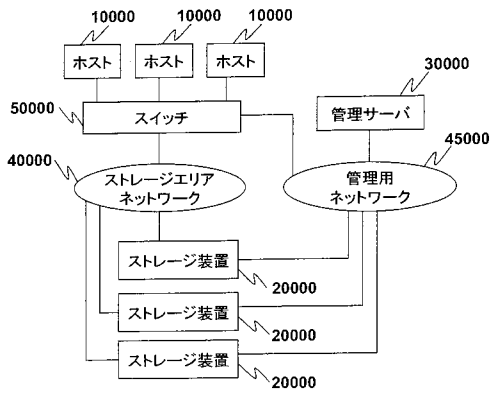 10000
10000
10000
ホスト
ホスト
ホスト
30000
50000
スイッチ
管理サーバ
40000
45000
ストレージエリア
ネットワーク
管理用
ネットワーク
ストレージ装置
20000
ストレージ装置
20000
ストレージ装置
20000